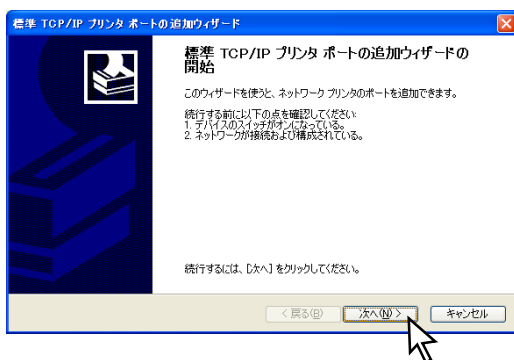 標準 TCP/IP プリンタ ポートの追加ウィザード
標準 TCP/IP プリンタ ポートの追加ウィザードの
開始
このウィザードを使うと、ネットワーク プリンタのポートを追加できます。
続行する前に以下の点を確認してください:
1. デバイスのスイッチがオンになっている。
2. ネットワークが接続および構成されている。
続行するには、[次へ] をクリックしてください。
< 戻る(B)
次へ(N) >
キャンセル